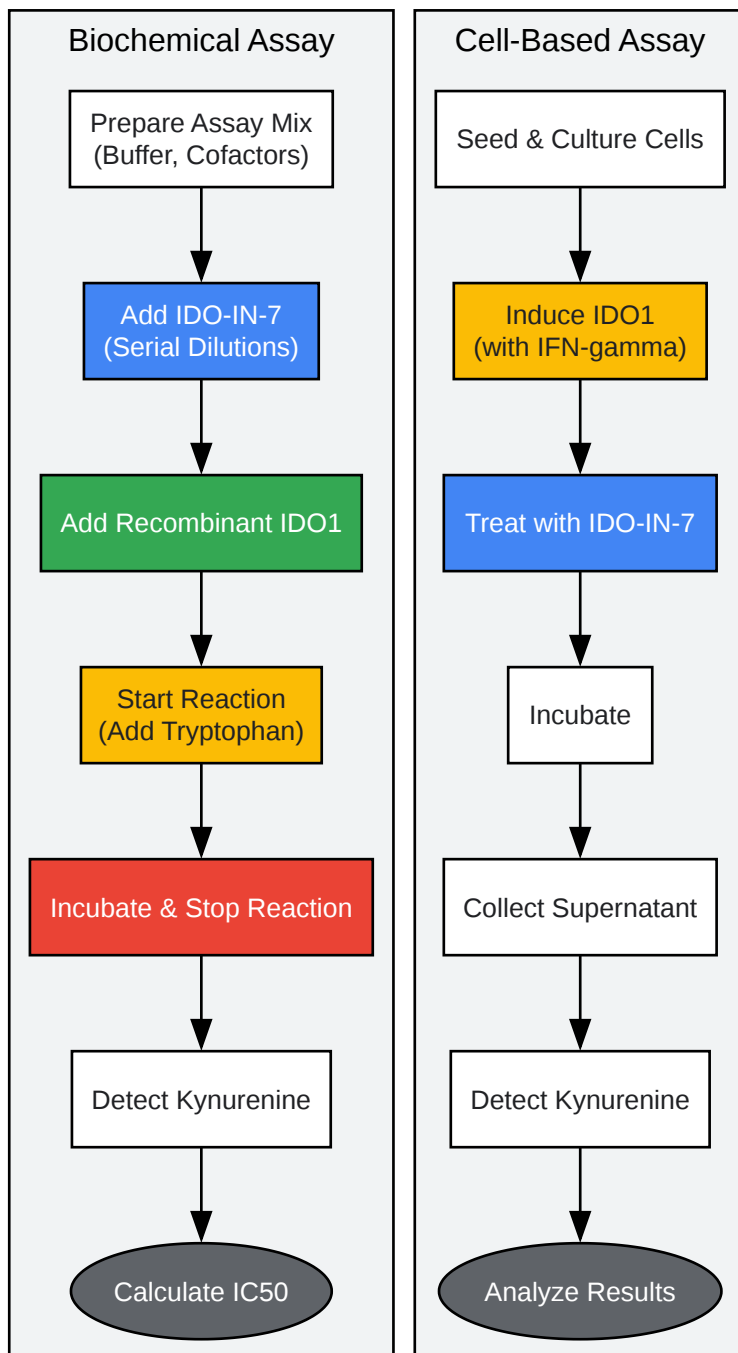 Biochemical Assay
Prepare Assay Mix
(Buffer, Cofactors)
Add IDO-IN-7
(Serial Dilutions)
Add Recombinant IDO1
Start Reaction
(Add Tryptophan)
Incubate & Stop Reaction
Detect Kynurenine
Calculate IC50
Cell-Based Assay
Seed & Culture Cells
Induce IDO1
(with IFN-gamma)
Treat with IDO-IN-7
Incubate
Collect Supernatant
Detect Kynurenine
Analyze Results